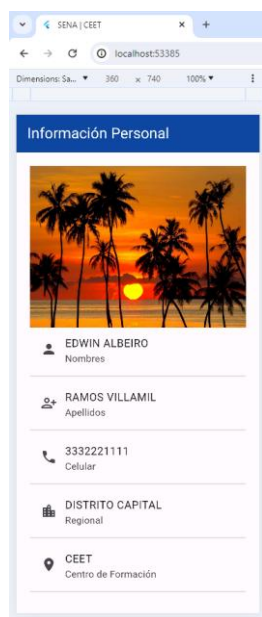 SENA | CEET
localhost:53385
Dimensions: Sa... 360 x 740 100%
Información Personal
EDWIN ALBEIRO
Nombres
RAMOS VILLAMIL
Apellidos
3332221111
Celular
DISTRITO CAPITAL
Regional
CEET
Centro de Formación